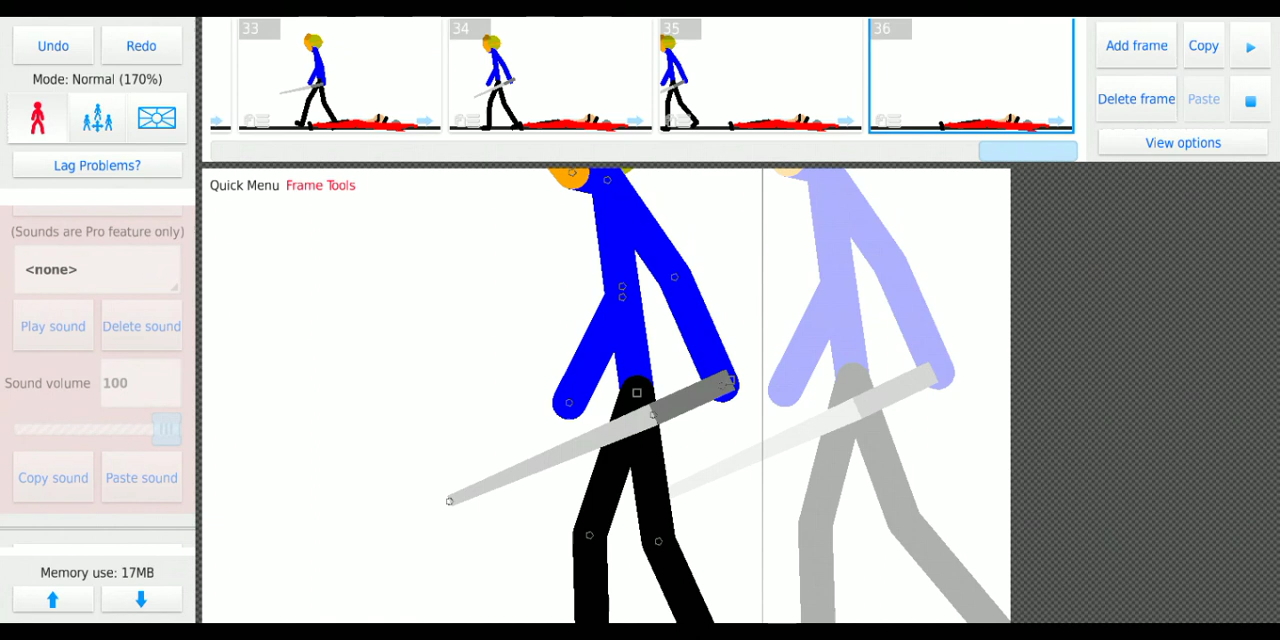 Undo Redo
Mode: Normal (170%)
Lag Problems?
(Sounds are Pro feature only)
<none>
Play sound Delete sound
Sound volume 100
Copy sound Paste sound
Memory use: 17MB
33 34 35 36
Add frame Copy
Delete frame Paste
View options
Quick Menu Frame Tools